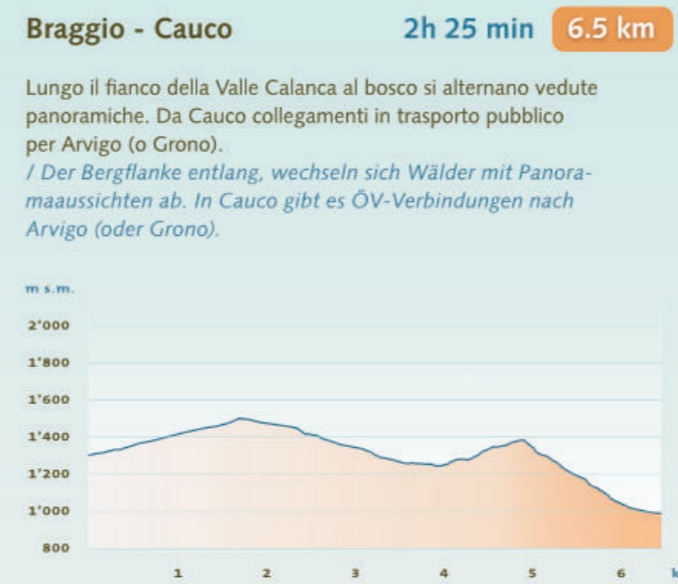 Braggio - Cauco 2h 25 min 6.5 km
Lungo il fianco della Valle Calanca al bosco si alternano vedute
panoramiche. Da Cauco collegamenti in trasporto pubblico
per Arvigo (o Grono).
/ Der Bergflanke entlang, wechseln sich Wälder mit Panora-
maaussichten ab. In Cauco gibt es ÖV-Verbindungen nach
Arvigo (oder Grono).
m s.m.
2'000
1'800
1'600
1'400
1'200
1'000
800
1 2 3 4 5 6